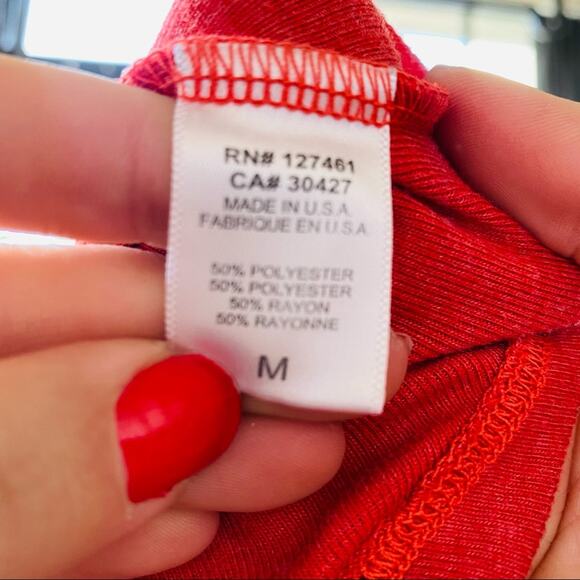 RN# 127461
CA# 30427
MADE IN U.S.A.
FABRIQUE EN U.S.A
50% POLYESTER
50% POLYESTER
50% RAYON
50% RAYONNE
M